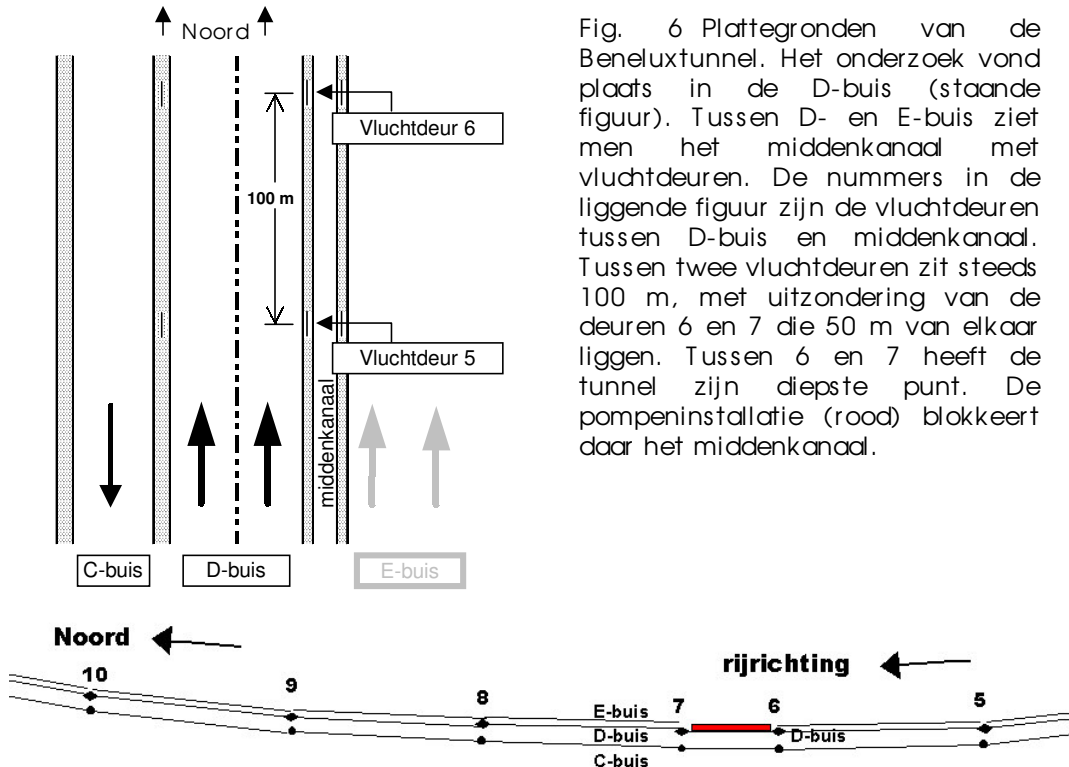 Noord
Vluchtdeur 6
100 m
Vluchtdeur 5
middenkanaal
C-buis
D-buis
E-buis
Fig. 6 Plattegronden van de
Beneluxtunnel. Het onderzoek vond
plaats in de D-buis (staande
figuur). Tussen D- en E-buis ziet
men het middenkanaal met
vluchtdeuren. De nummers in de
liggende figuur zijn de vluchtdeuren
tussen D-buis en middenkanaal.
Tussen twee vluchtdeuren zit steeds
100 m, met uitzondering van de
deuren 6 en 7 die 50 m van elkaar
liggen. Tussen 6 en 7 heeft de
tunnel zijn diepste punt. De
pompeninstallatie (rood) blokkeert
daar het middenkanaal.
Noord
rijrichting
10
9
8
7
6
5
E-buis
D-buis
D-buis
C-buis